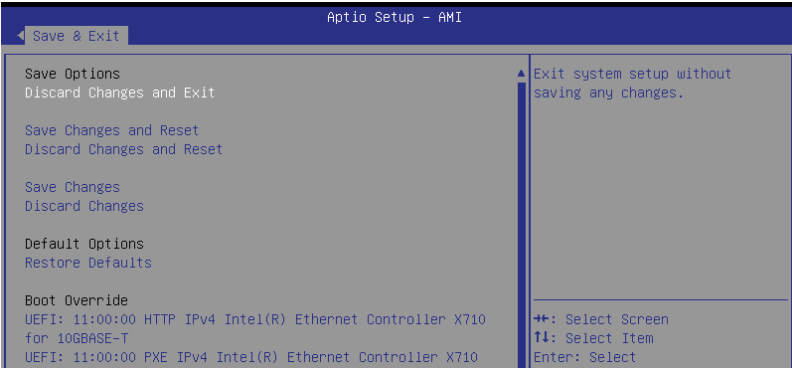 Aptio Setup – AMI
Save & Exit
Save Options
Discard Changes and Exit
Save Changes and Reset
Discard Changes and Reset
Save Changes
Discard Changes
Default Options
Restore Defaults
Boot Override
UEFI: 11:00:00 HTTP IPv4 Intel(R) Ethernet Controller X710
for 10GBASE-T
UEFI: 11:00:00 PXE IPv4 Intel(R) Ethernet Controller X710
Exit system setup without
saving any changes.
→←: Select Screen
↑↓: Select Item
Enter: Select